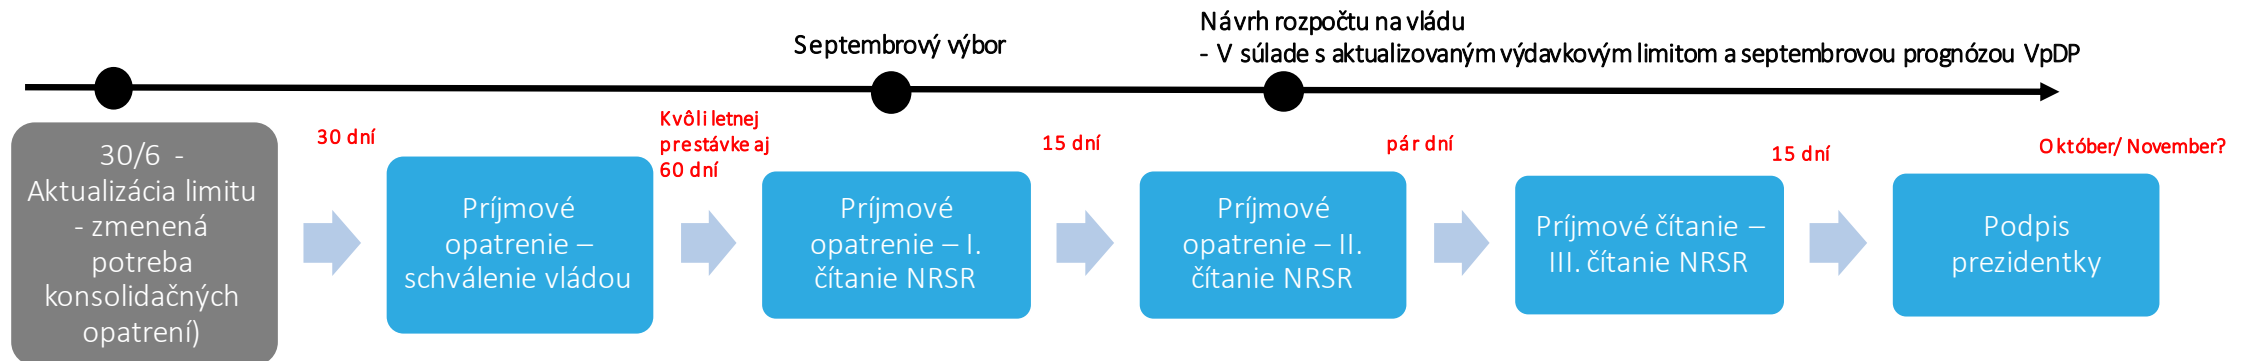 Septembrový výbor
Návrh rozpočtu na vládu
- V súlade s aktualizovaným výdavkovým limitom a septembrovou prognózou VpDP
30/6 -
Aktualizácia limitu
- zmenená
potreba
konsolidačných
opatrení)
30 dní
Príjmové
opatrenie –
schválenie vládou
Kvôli letnej
prestávke aj
60 dní
Príjmové
opatrenie – I.
čítanie NRSR
15 dní
Príjmové
opatrenie – II.
čítanie NRSR
pár dní
Príjmové čítanie –
III. čítanie NRSR
15 dní
Október/ November?
Podpis
prezidentky